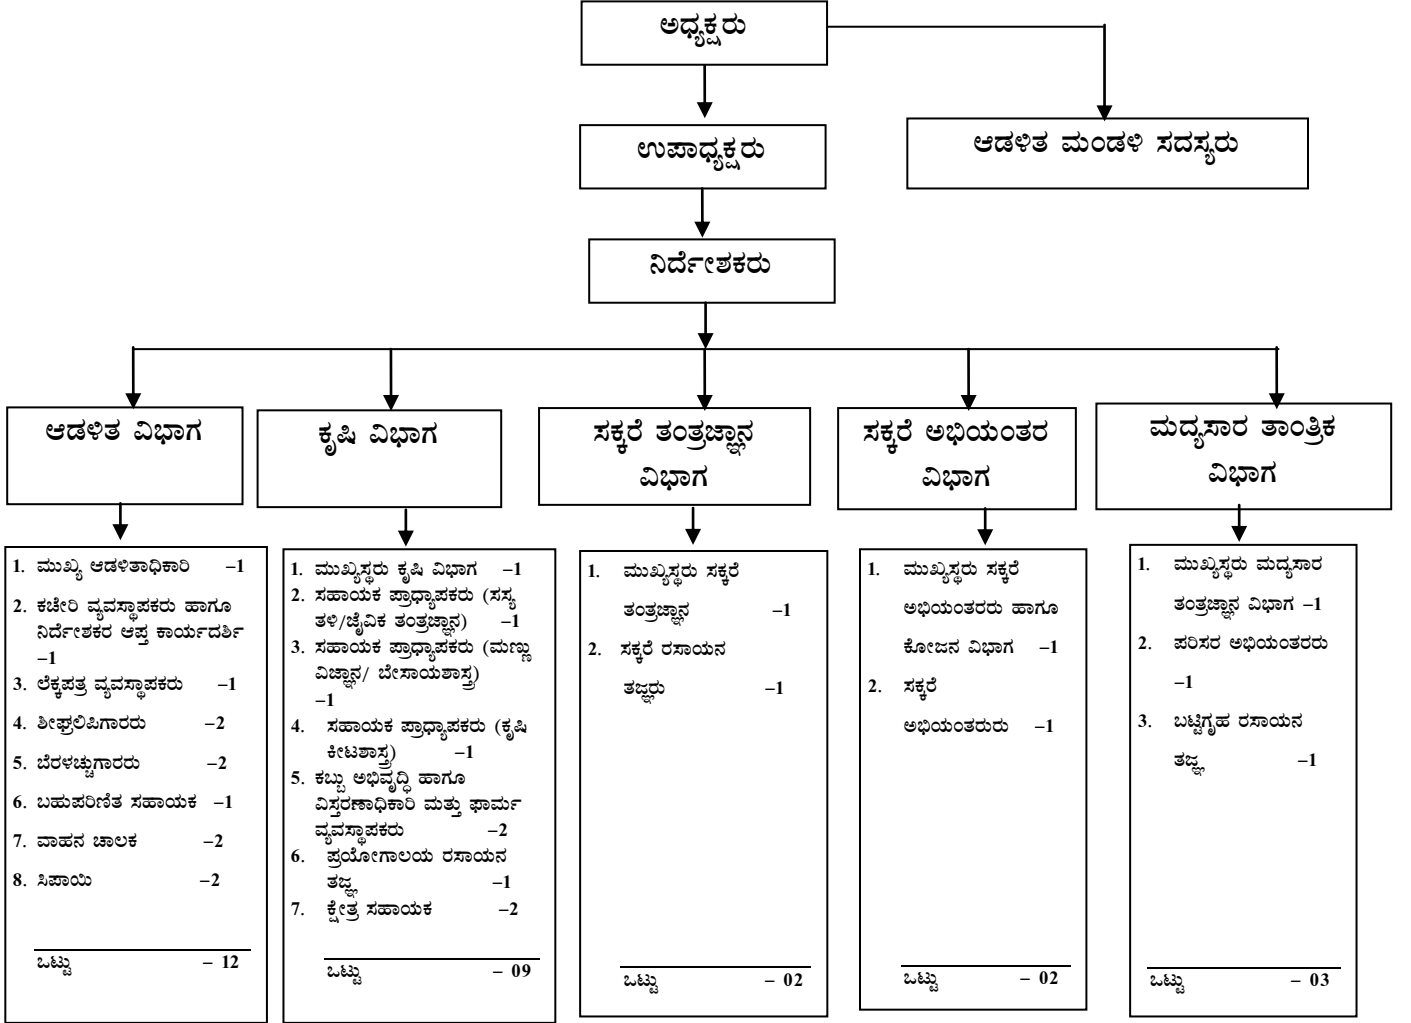 ಅಧ್ಯಕ್ಷರು
ಉಪಾಧ್ಯಕ್ಷರು
ಆಡಳಿತ ಮಂಡಳಿ ಸದಸ್ಯರು
ನಿರ್ದೇಶಕರು
ಆಡಳಿತ ವಿಭಾಗ
ಕೃಷಿ ವಿಭಾಗ
ಸಕ್ಕರೆ ತಂತ್ರಜ್ಞಾನ
ವಿಭಾಗ
ಸಕ್ಕರೆ ಅಭಿಯಂತರ
ವಿಭಾಗ
ಮದ್ಯಸಾರ ತಾಂತ್ರಿಕ
ವಿಭಾಗ
1. ಮುಖ್ಯ ಆಡಳಿತಾಧಿಕಾರಿ –1
2. ಕಚೇರಿ ವ್ಯವಸ್ಥಾಪಕರು ಹಾಗೂ
ನಿರ್ದೇಶಕರ ಆಪ್ತ ಕಾರ್ಯದರ್ಶಿ
–1
3. ಲೆಕ್ಕಪತ್ರ ವ್ಯವಸ್ಥಾಪಕರು –1
4. ಶೀಘ್ರಲಿಪಿಗಾರರು –2
5. ಬೆರಳಚ್ಚುಗಾರರು –2
6. ಬಹುಪರಿಣಿತ ಸಹಾಯಕ –1
7. ವಾಹನ ಚಾಲಕ –2
8. ಸಿಪಾಯಿ –2
ಒಟ್ಟು – 12
1. ಮುಖ್ಯಸ್ಥರು ಕೃಷಿ ವಿಭಾಗ –1
2. ಸಹಾಯಕ ಪ್ರಾಧ್ಯಾಪಕರು (ಸಸ್ಯ
ತಳಿ/ಜೈವಿಕ ತಂತ್ರಜ್ಞಾನ) –1
3. ಸಹಾಯಕ ಪ್ರಾಧ್ಯಾಪಕರು (ಮಣ್ಣು
ವಿಜ್ಞಾನ/ ಬೇಸಾಯಶಾಸ್ತ್ರ)
–1
4. ಸಹಾಯಕ ಪ್ರಾಧ್ಯಾಪಕರು (ಕೃಷಿ
ಕೀಟಶಾಸ್ತ್ರ) –1
5. ಕಬ್ಬು ಅಭಿವೃದ್ಧಿ ಹಾಗೂ
ವಿಸ್ತರಣಾಧಿಕಾರಿ ಮತ್ತು ಫಾರ್ಮ
ವ್ಯವಸ್ಥಾಪಕರು –2
6. ಪ್ರಯೋಗಾಲಯ ರಸಾಯನ
ತಜ್ಞ –1
7. ಕ್ಷೇತ್ರ ಸಹಾಯಕ –2
ಒಟ್ಟು – 09
1. ಮುಖ್ಯಸ್ಥರು ಸಕ್ಕರೆ
ತಂತ್ರಜ್ಞಾನ –1
2. ಸಕ್ಕರೆ ರಸಾಯನ
ತಜ್ಞರು –1
ಒಟ್ಟು – 02
1. ಮುಖ್ಯಸ್ಥರು ಸಕ್ಕರೆ
ಅಭಿಯಂತರರು ಹಾಗೂ
ಕೋಜನ ವಿಭಾಗ –1
2. ಸಕ್ಕರೆ
ಅಭಿಯಂತರುರು –1
ಒಟ್ಟು – 02
1. ಮುಖ್ಯಸ್ಥರು ಮದ್ಯಸಾರ
ತಂತ್ರಜ್ಞಾನ ವಿಭಾಗ –1
2. ಪರಿಸರ ಅಭಿಯಂತರರು
–1
3. ಬಟ್ಟಿಗೃಹ ರಸಾಯನ
ತಜ್ಞ –1
ಒಟ್ಟು – 03